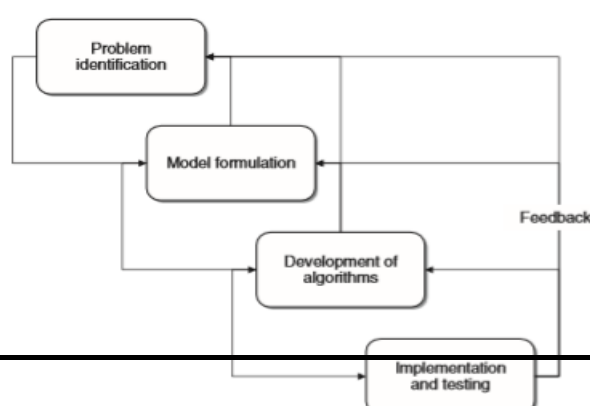 Problem
identification
Model formulation
Feedback
Development of
algorithms
Implementation
and testing